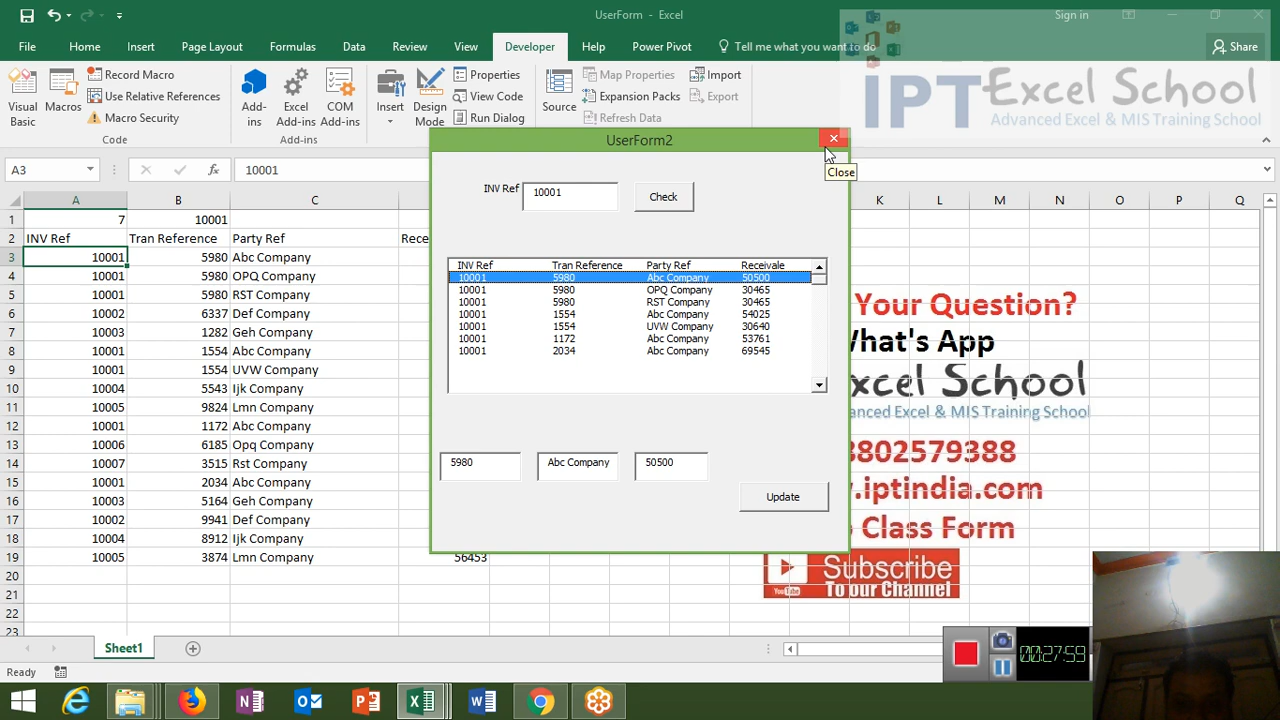 UserForm - Excel
Sign in
File Home Insert Page Layout Formulas Data Review View Developer Help Power Pivot Tell me what you want to do Share
Visual Basic
Macros
Record Macro
Use Relative References
Macro Security
Code
Add-ins
Excel Add-ins
COM Add-ins
Add-ins
Insert
Design Mode
Properties
View Code
Run Dialog
Source
Map Properties
Expansion Packs
Refresh Data
Import
Export
IPT Excel School
Advanced Excel & MIS Training School
A3 fx 10001
A B C K L M N O P Q
1 7 10001
2 INV Ref Tran Reference Party Ref Rece
3 10001 5980 Abc Company
4 10001 5980 OPQ Company
5 10001 5980 RST Company
6 10002 6337 Def Company
7 10003 1282 Geh Company
8 10001 1554 Abc Company
9 10001 1554 UVW Company
10 10004 5543 Ijk Company
11 10005 9824 Lmn Company
12 10001 1172 Abc Company
13 10006 6185 Opq Company
14 10007 3515 Rst Company
15 10001 2034 Abc Company
16 10003 5164 Geh Company
17 10002 9941 Def Company
18 10004 8912 Ijk Company
19 10005 3874 Lmn Company 56453
20
21
22
23
UserForm2
Close
INV Ref 10001 Check
INV Ref Tran Reference Party Ref Receivale
10001 5980 Abc Company 50500
10001 5980 OPQ Company 30465
10001 5980 RST Company 30465
10001 1554 Abc Company 54025
10001 1554 UVW Company 30640
10001 1172 Abc Company 53761
10001 2034 Abc Company 69545
5980 Abc Company 50500
Update
Your Question?
hat's App
xcel School
anced Excel & MIS Training School
8802579388
.iptindia.com
Class Form
Subscribe
YouTube To our Channel
Sheet1
Ready
00:27:59